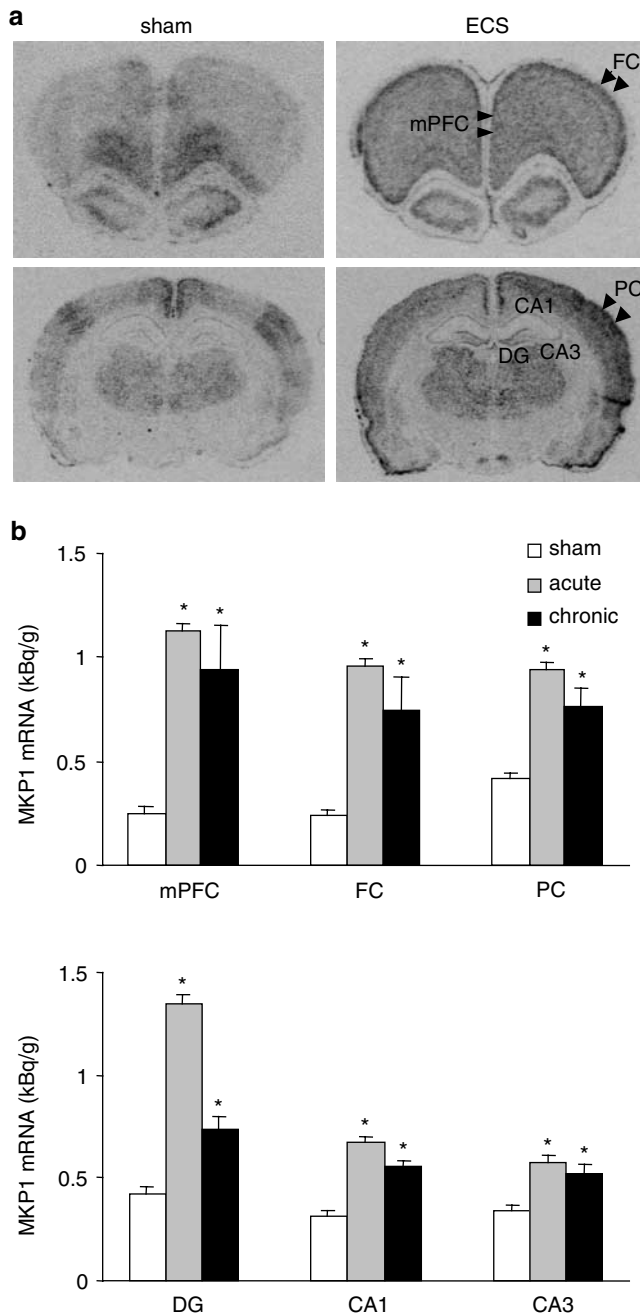 a
sham ECS
FC
mPFC
PC
CA1
DG CA3
b
1.5
1
0.5
0
MKP1 mRNA (kBq/g)
sham
acute
chronic
* * * * * *
mPFC FC PC
1.5
1
0.5
0
MKP1 mRNA (kBq/g)
* * * * * *
DG CA1 CA3